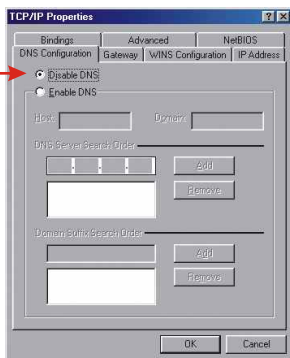 TCP/IP Properties
Bindings Advanced NetBIOS
DNS Configuration Gateway WINS Configuration IP Address
Disable DNS
Enable DNS
Host: Domain:
DNS Server Search Order
Add
Remove
Domain Suffix Search Order
Add
Remove
OK Cancel